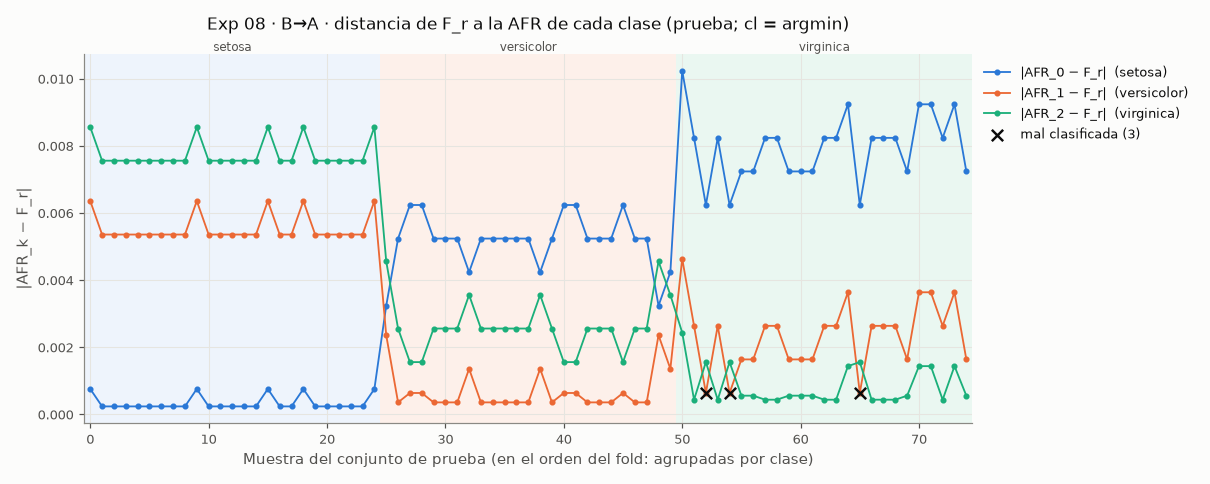 Exp 08 · B→A · distancia de F_r a la AFR de cada clase (prueba; cl = argmin)
setosa
versicolor
virginica
|AFR_0 − F_r| (setosa)
|AFR_1 − F_r| (versicolor)
|AFR_2 − F_r| (virginica)
mal clasificada (3)
|AFR_k − F_r|
0.010
0.008
0.006
0.004
0.002
0.000
0
10
20
30
40
50
60
70
Muestra del conjunto de prueba (en el orden del fold: agrupadas por clase)